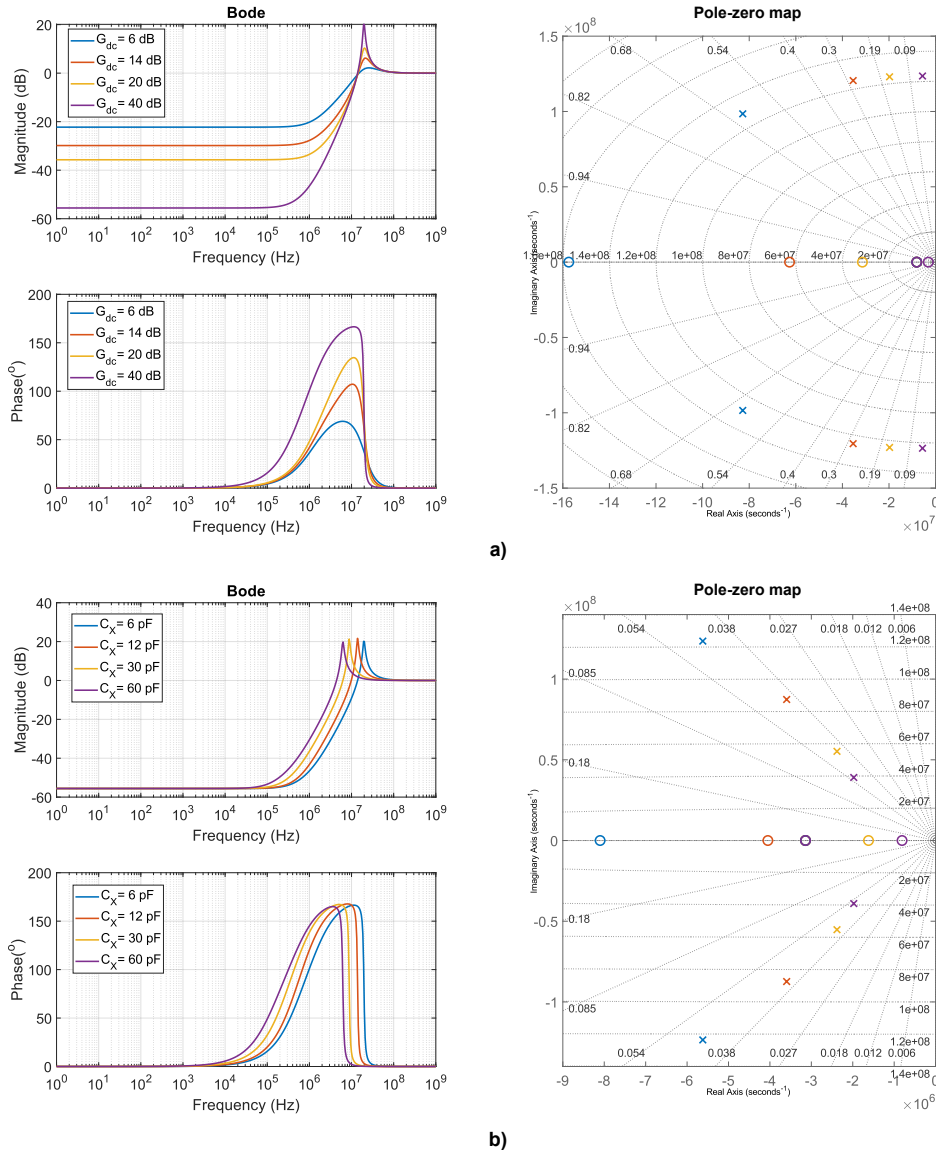 Bode
Magnitude (dB)
20
0
-20
-40
-60
G_dc= 6 dB
G_dc= 14 dB
G_dc= 20 dB
G_dc= 40 dB
10^0 10^1 10^2 10^3 10^4 10^5 10^6 10^7 10^8 10^9
Frequency (Hz)
Phase(°)
200
150
100
50
0
G_dc= 6 dB
G_dc= 14 dB
G_dc= 20 dB
G_dc= 40 dB
10^0 10^1 10^2 10^3 10^4 10^5 10^6 10^7 10^8 10^9
Frequency (Hz)
Pole-zero map
×10^8
Imaginary Axis (seconds^-1)
1.5
1
0.5
0
-0.5
-1
-1.5
0.68 0.54 0.4 0.3 0.19 0.09
0.82
0.94
1.4e+08 1.2e+08 1e+08 8e+07 6e+07 4e+07 2e+07
0.94
0.82
0.68 0.54 0.4 0.3 0.19 0.09
-16 -14 -12 -10 -8 -6 -4 -2 0
Real Axis (seconds^-1)
×10^7
a)
Bode
Magnitude (dB)
40
20
0
-20
-40
-60
C_X= 6 pF
C_X= 12 pF
C_X= 30 pF
C_X= 60 pF
10^0 10^1 10^2 10^3 10^4 10^5 10^6 10^7 10^8 10^9
Frequency (Hz)
Phase(°)
200
150
100
50
0
C_X= 6 pF
C_X= 12 pF
C_X= 30 pF
C_X= 60 pF
10^0 10^1 10^2 10^3 10^4 10^5 10^6 10^7 10^8 10^9
Frequency (Hz)
Pole-zero map
×10^8
Imaginary Axis (seconds^-1)
1
0.5
0
-0.5
-1
0.054 0.038 0.027 0.018 0.012 0.006
0.085
0.18
0.18
0.085
0.054 0.038 0.027 0.018 0.012 0.006
1.4e+08
1.2e+08
1e+08
8e+07
6e+07
4e+07
2e+07
2e+07
4e+07
6e+07
8e+07
1e+08
1.2e+08
1.4e+08
-9 -8 -7 -6 -5 -4 -3 -2 -1 0
Real Axis (seconds^-1)
×10^6
b)